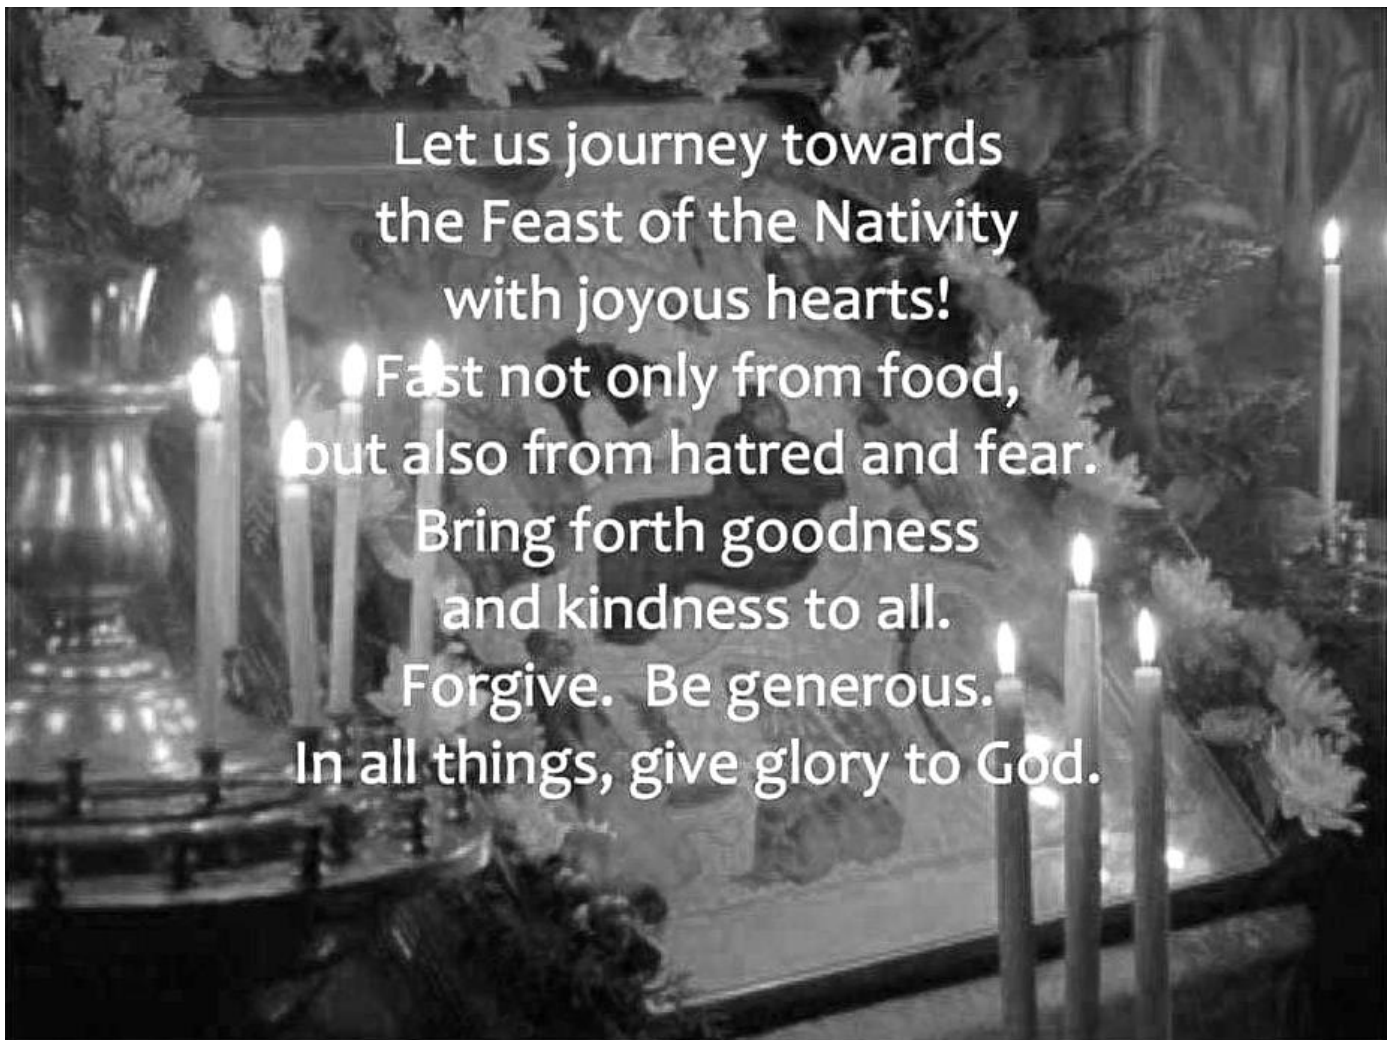 Let us journey towards
the Feast of the Nativity
with joyous hearts!
Fast not only from food,
but also from hatred and fear.
Bring forth goodness
and kindness to all.
Forgive.  Be generous.
In all things, give glory to God.